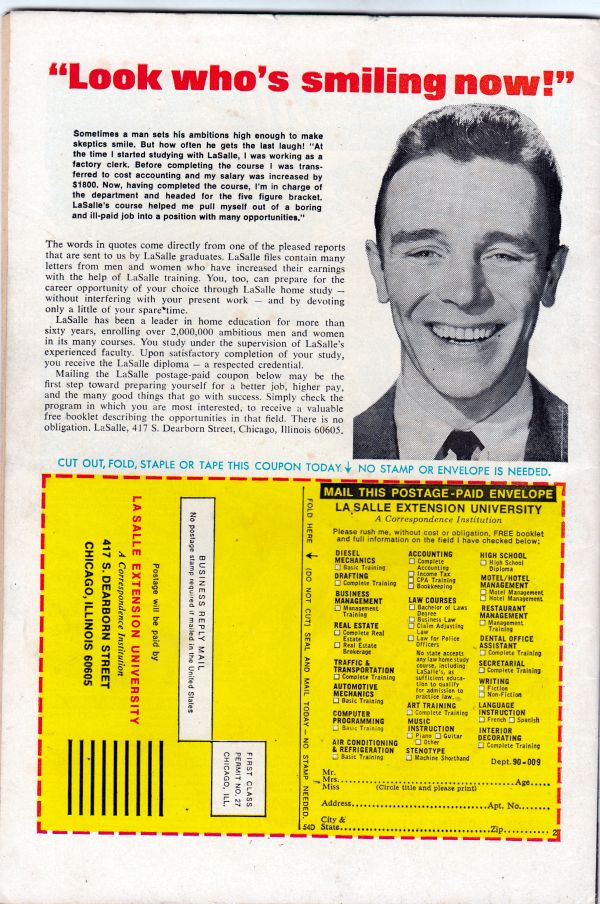 “Look who's smiling now!”
Sometimes a man sets his ambitions high enough to make
skeptics smile. But how often he gets the last laugh! “At
the time I started studying with LaSalle, I was working as a
factory clerk. Before completing the course I was trans-
ferred to cost accounting and my salary was increased by
$1800. Now, having completed the course, I'm in charge of
the department and headed for the five figure bracket.
LaSalle's course helped me pull myself out of a boring
and ill-paid job into a position with many opportunities.”
The words in quotes come directly from one of the pleased reports
that are sent to us by LaSalle graduates. LaSalle files contain many
letters from men and women who have increased their earnings
with the help of LaSalle training. You, too, can prepare for the
career opportunity of your choice through LaSalle home study —
without interfering with your present work — and by devoting
only a little of your spare time.
LaSalle has been a leader in home education for more than
sixty years, enrolling over 2,000,000 ambitious men and women
in its many courses. You study under the supervision of LaSalle's
experienced faculty. Upon satisfactory completion of your study,
you receive the LaSalle diploma — a respected credential.
Mailing the LaSalle postage-paid coupon below may be the
first step toward preparing yourself for a better job, higher pay,
and the many good things that go with success. Simply check the
program in which you are most interested, to receive a valuable
free booklet describing the opportunities in that field. There is no
obligation. LaSalle, 417 S. Dearborn Street, Chicago, Illinois 60605.
CUT OUT, FOLD, STAPLE OR TAPE THIS COUPON TODAY ↓ NO STAMP OR ENVELOPE IS NEEDED.
FIRST CLASS
PERMIT NO. 27
CHICAGO, ILL.
BUSINESS REPLY MAIL
No postage stamp required if mailed in the United States
Postage will be paid by
LA SALLE EXTENSION UNIVERSITY
A Correspondence Institution
417 S. DEARBORN STREET
CHICAGO, ILLINOIS 60605
FOLD HERE → (DO NOT CUT) SEAL AND MAIL TODAY — NO STAMP NEEDED.
54D
MAIL THIS POSTAGE-PAID ENVELOPE
LA SALLE EXTENSION UNIVERSITY
A Correspondence Institution
Please rush me, without cost or obligation, FREE booklet
and full information on the field I have checked below:
DIESEL
MECHANICS
☐ Basic Training
DRAFTING
☐ Complete Training
BUSINESS
MANAGEMENT
☐ Management
Training
REAL ESTATE
☐ Complete Real
Estate
☐ Real Estate
Brokerage
TRAFFIC &
TRANSPORTATION
☐ Complete Training
AUTOMOTIVE
MECHANICS
☐ Basic Training
COMPUTER
PROGRAMMING
☐ Basic Training
AIR CONDITIONING
& REFRIGERATION
☐ Basic Training
ACCOUNTING
☐ Complete
Accounting
☐ Income Tax
☐ CPA Training
☐ Bookkeeping
LAW COURSES
☐ Bachelor of Laws
Degree
☐ Business Law
☐ Claim Adjusting
Law
☐ Law for Police
Officers
No state accepts
any law home study
course, including
LaSalle's, as
sufficient educa-
tion to qualify
for admission to
practice law.
ART TRAINING
☐ Complete Training
MUSIC
INSTRUCTION
☐ Piano ☐ Guitar
☐ Other
STENOTYPE
☐ Machine Shorthand
HIGH SCHOOL
☐ High School
Diploma
MOTEL/HOTEL
MANAGEMENT
☐ Motel Management
☐ Hotel Management
RESTAURANT
MANAGEMENT
☐ Management
Training
DENTAL OFFICE
ASSISTANT
☐ Complete Training
SECRETARIAL
☐ Complete Training
WRITING
☐ Fiction
☐ Non-Fiction
LANGUAGE
INSTRUCTION
☐ French ☐ Spanish
INTERIOR
DECORATING
☐ Complete Training
Dept. 90-009
Mr.
Mrs. Age
Miss (Circle title and please print)
Address Apt. No.
City &
State Zip 2